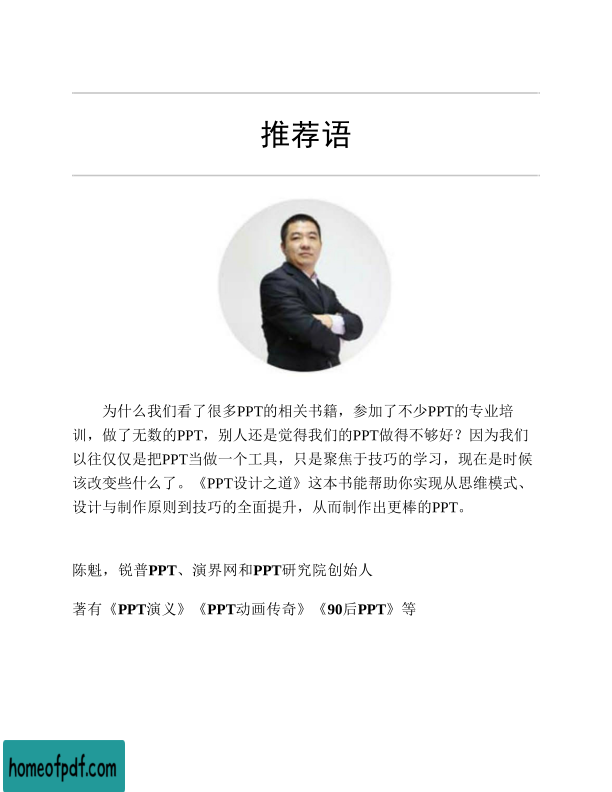 推荐语
为什么我们看了很多PPT的相关书籍，参加了不少PPT的专业培
训，做了无数的PPT，别人还是觉得我们的PPT做得不够好？因为我们
以往仅仅是把PPT当做一个工具，只是聚焦于技巧的学习，现在是时候
该改变些什么了。《PPT设计之道》这本书能帮助你实现从思维模式、
设计与制作原则到技巧的全面提升，从而制作出更棒的PPT。
陈魁，锐普PPT、演界网和PPT研究院创始人
著有《PPT演义》《PPT动画传奇》《90后PPT》等
homeofpdf.com